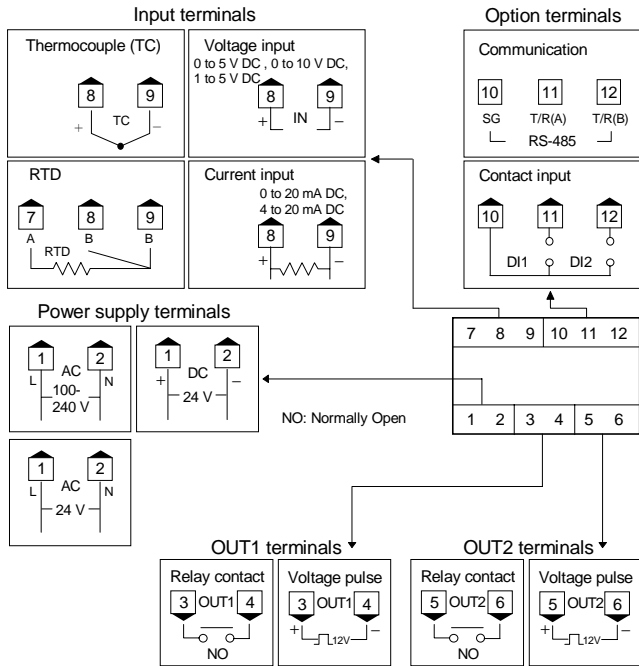 Input terminals
Thermocouple (TC)
8 9
+ TC −
Voltage input
0 to 5 V DC , 0 to 10 V DC,
1 to 5 V DC
8 9
+ IN −
RTD
7 8 9
A B B
RTD
Current input
0 to 20 mA DC,
4 to 20 mA DC
8 9
+ −
Option terminals
Communication
10 11 12
SG T/R(A) T/R(B)
RS-485
Contact input
10 11 12
DI1 DI2
Power supply terminals
1 2
AC
L N
100-
240 V
1 2
DC
+ −
24 V
1 2
AC
L N
24 V
NO: Normally Open
7 8 9 10 11 12
1 2 3 4 5 6
OUT1 terminals
Relay contact
3 OUT1 4
NO
Voltage pulse
3 OUT1 4
+ 12V −
OUT2 terminals
Relay contact
5 OUT2 6
NO
Voltage pulse
5 OUT2 6
+ 12V −